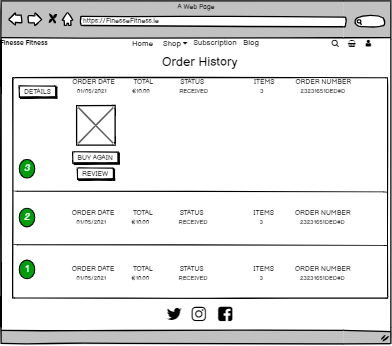 A Web Page
https://FinesseFitness.ie
Finesse Fitness Home Shop Subscription Blog
Order History
DETAILS ORDER DATE TOTAL STATUS ITEMS ORDER NUMBER
01/05/2021 €10.00 RECEIVED 3 23231651DED#D
BUY AGAIN
REVIEW
3
2 ORDER DATE TOTAL STATUS ITEMS ORDER NUMBER
01/05/2021 €10.00 RECEIVED 3 23231651DED#D
1 ORDER DATE TOTAL STATUS ITEMS ORDER NUMBER
01/05/2021 €10.00 RECEIVED 3 23231651DED#D